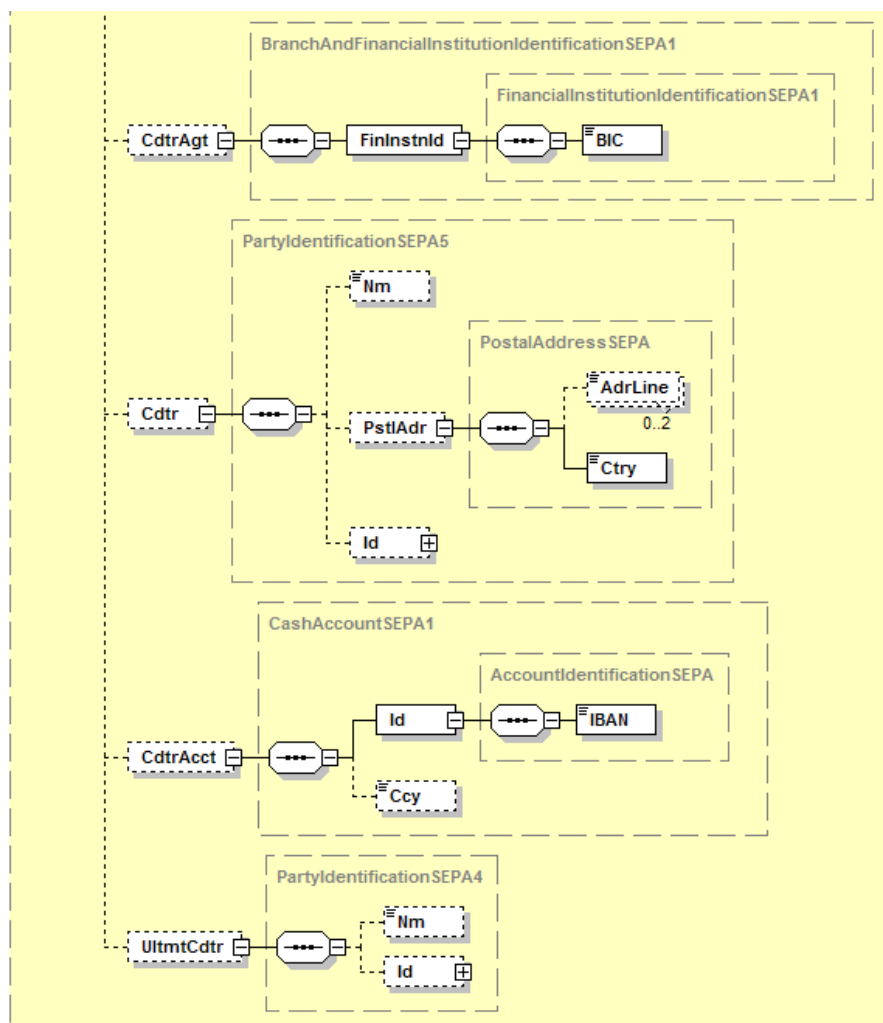 BranchAndFinancialInstitutionIdentificationSEPA1
FinancialInstitutionIdentificationSEPA1
CdtrAgt
FinInstnId
BIC
PartyIdentificationSEPA5
Nm
PostalAddressSEPA
AdrLine
0..2
Cdtr
PstlAdr
Ctry
Id
CashAccountSEPA1
AccountIdentificationSEPA
Id
IBAN
CdtrAcct
Ccy
PartyIdentificationSEPA4
Nm
UltmtCdtr
Id